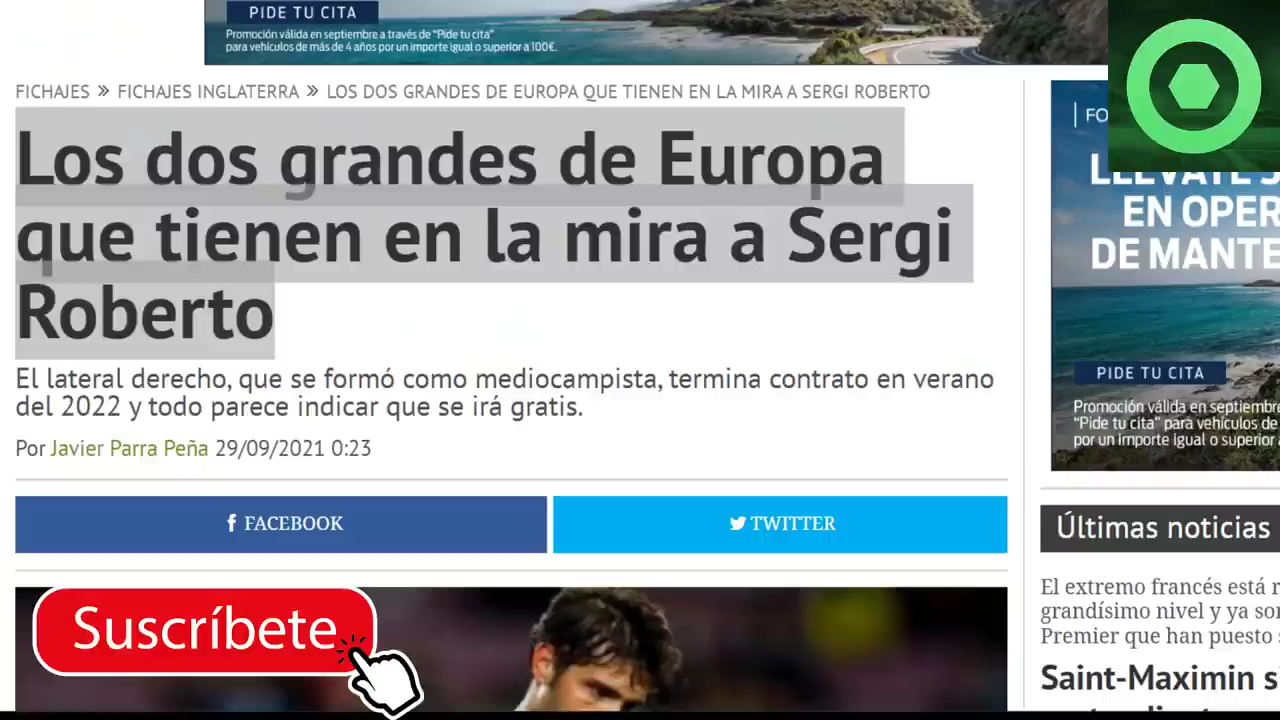 PIDE TU CITA
Promoción válida en septiembre a través de “Pide tu cita”
para vehículos de más de 4 años por un importe igual o superior a 100€.
FICHAJES » FICHAJES INGLATERRA » LOS DOS GRANDES DE EUROPA QUE TIENEN EN LA MIRA A SERGI ROBERTO
Los dos grandes de Europa
que tienen en la mira a Sergi
Roberto
El lateral derecho, que se formó como mediocampista, termina contrato en verano
del 2022 y todo parece indicar que se irá gratis.
Por Javier Parra Peña 29/09/2021 0:23
FACEBOOK
TWITTER
Suscríbete
EN OPER
DE MANTE
PIDE TU CITA
Promoción válida en septiembre
“Pide tu cita” para vehículos de
por un importe igual o superior
Últimas noticias
El extremo francés está
grandísimo nivel y ya
Premier que han puesto
Saint-Maximin